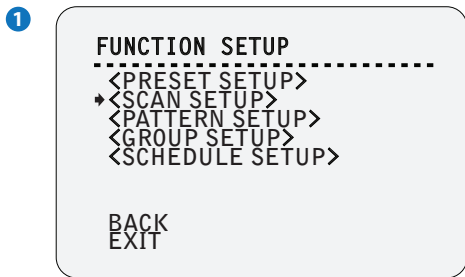 1
FUNCTION SETUP
<PRESET SETUP>
<SCAN SETUP>
<PATTERN SETUP>
<GROUP SETUP>
<SCHEDULE SETUP>
BACK
EXIT